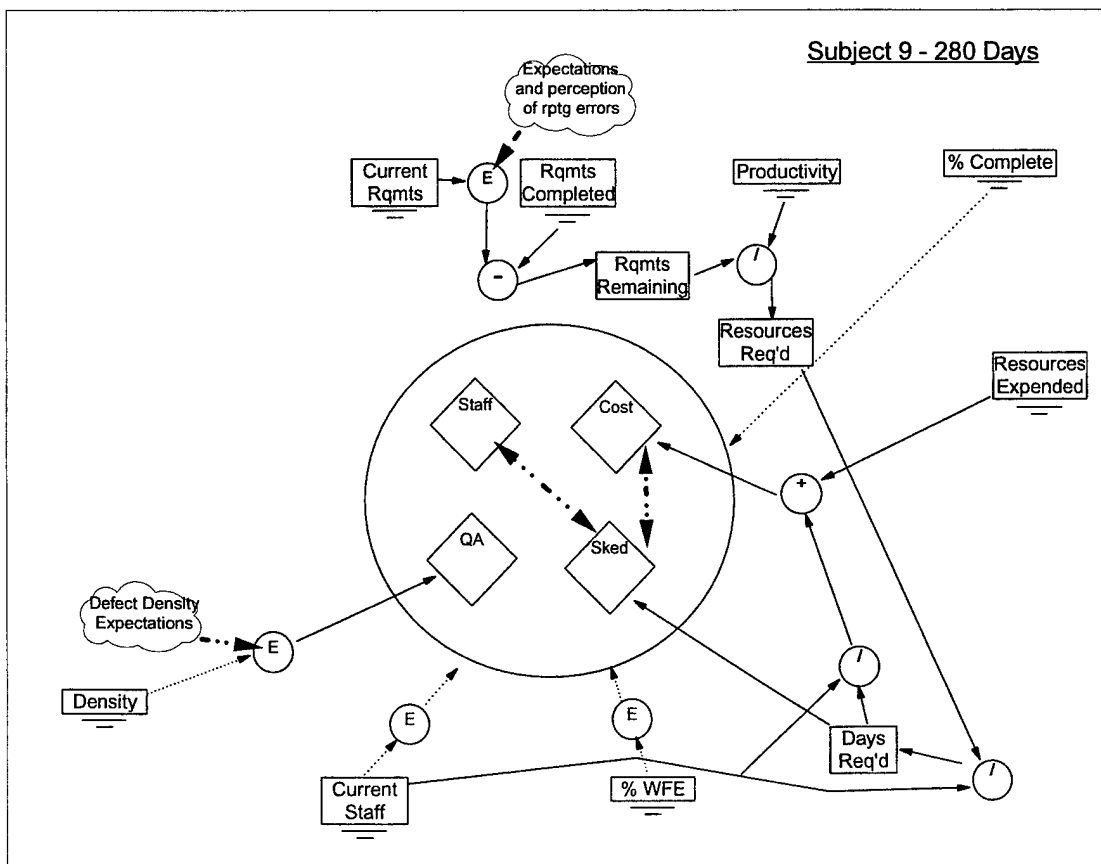 Subject 9 - 280 Days
Expectations
and perception
of rptg errors
Current
Rqmts
E
Rqmts
Completed
Productivity
% Complete
-
Rqmts
Remaining
/
Resources
Req'd
Resources
Expended
Staff
Cost
+
QA
Sked
Defect Density
Expectations
E
Density
E
E
/
Days
Req'd
/
Current
Staff
% WFE